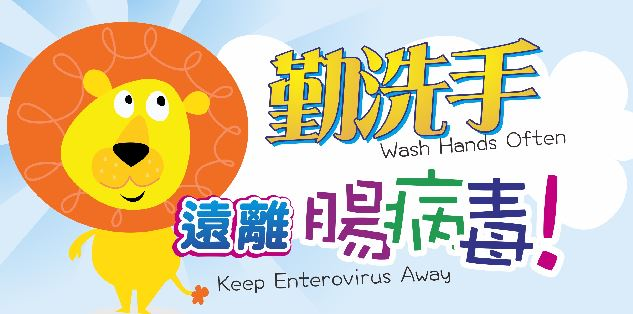 勤洗手
Wash Hands Often
遠離腸病毒!
Keep Enterovirus Away